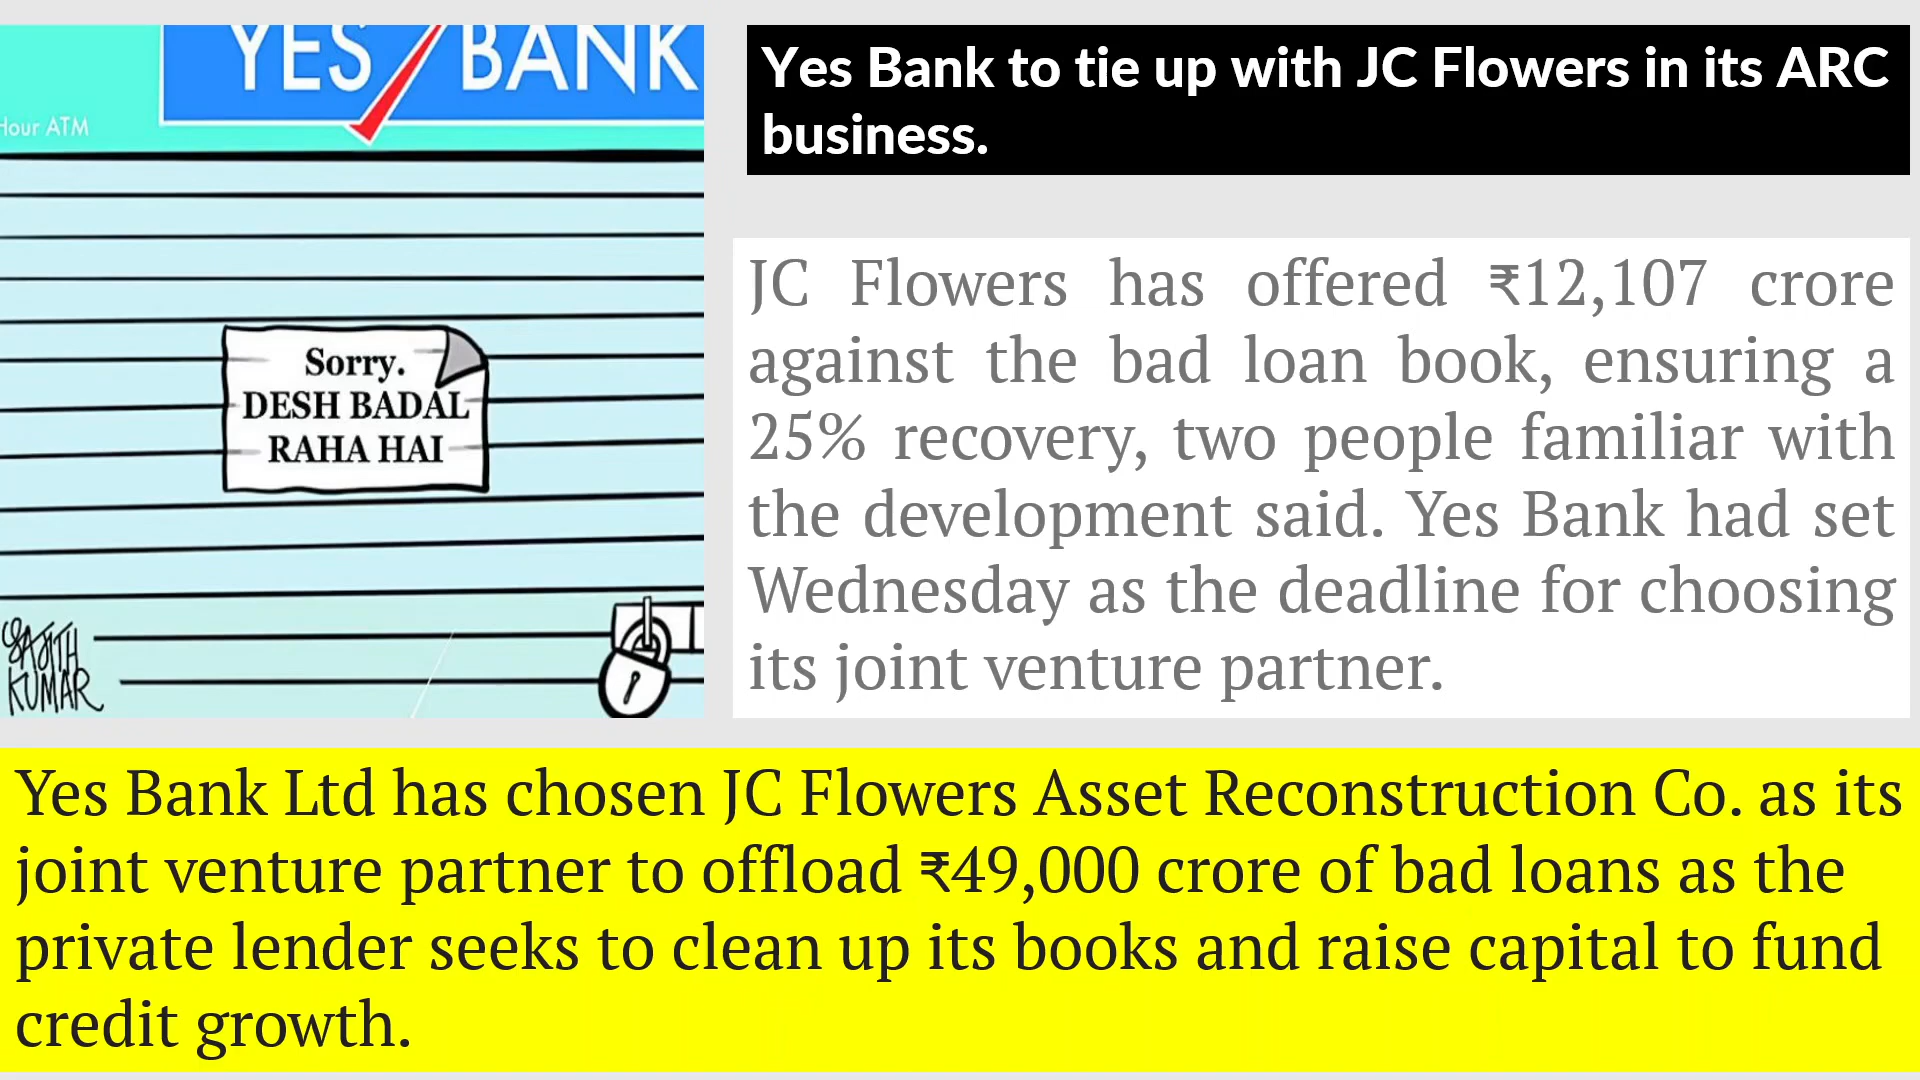 YES BANK
Hour ATM
Sorry.
DESH BADAL
RAHA HAI
SAJITH
KUMAR
Yes Bank to tie up with JC Flowers in its ARC
business.
JC Flowers has offered ₹12,107 crore
against the bad loan book, ensuring a
25% recovery, two people familiar with
the development said. Yes Bank had set
Wednesday as the deadline for choosing
its joint venture partner.
Yes Bank Ltd has chosen JC Flowers Asset Reconstruction Co. as its
joint venture partner to offload ₹49,000 crore of bad loans as the
private lender seeks to clean up its books and raise capital to fund
credit growth.